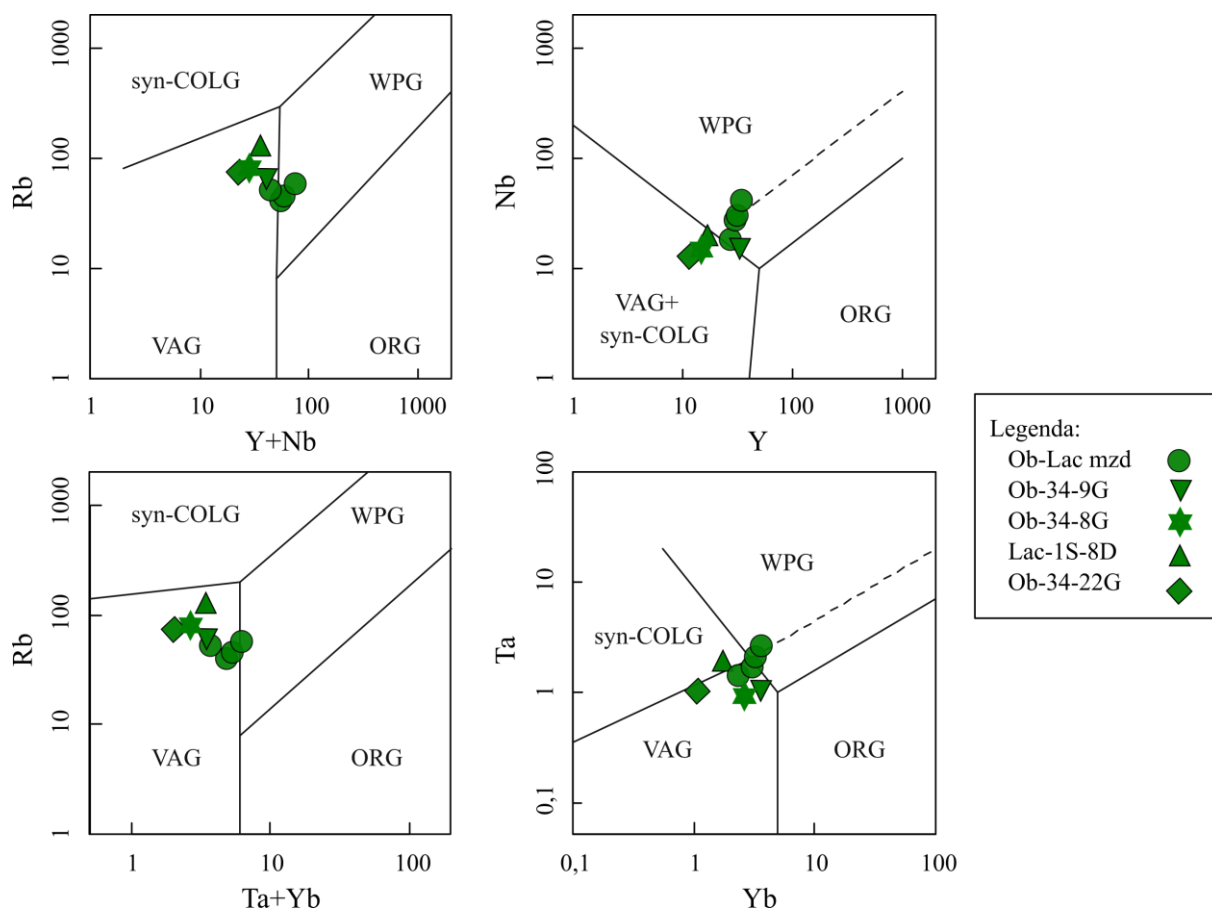 1000
100
10
1
Rb
syn-COLG
WPG
VAG
ORG
1
10
100
1000
Y+Nb
1000
100
10
1
Nb
WPG
VAG+
syn-COLG
ORG
1
10
100
1000
Y
1000
100
10
1
Rb
syn-COLG
WPG
VAG
ORG
1
10
100
Ta+Yb
100
10
1
0,1
Ta
WPG
syn-COLG
VAG
ORG
0,1
1
10
100
Yb
Legenda:
Ob-Lac mzd
Ob-34-9G
Ob-34-8G
Lac-1S-8D
Ob-34-22G